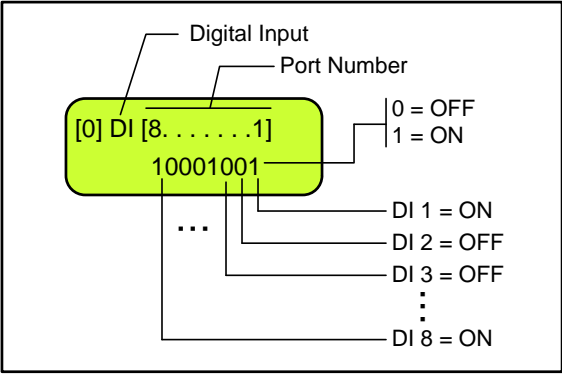 Digital Input
Port Number
[0] DI [8. . . . . . .1]
10001001
0 = OFF
1 = ON
...
DI 1 = ON
DI 2 = OFF
DI 3 = OFF
DI 8 = ON